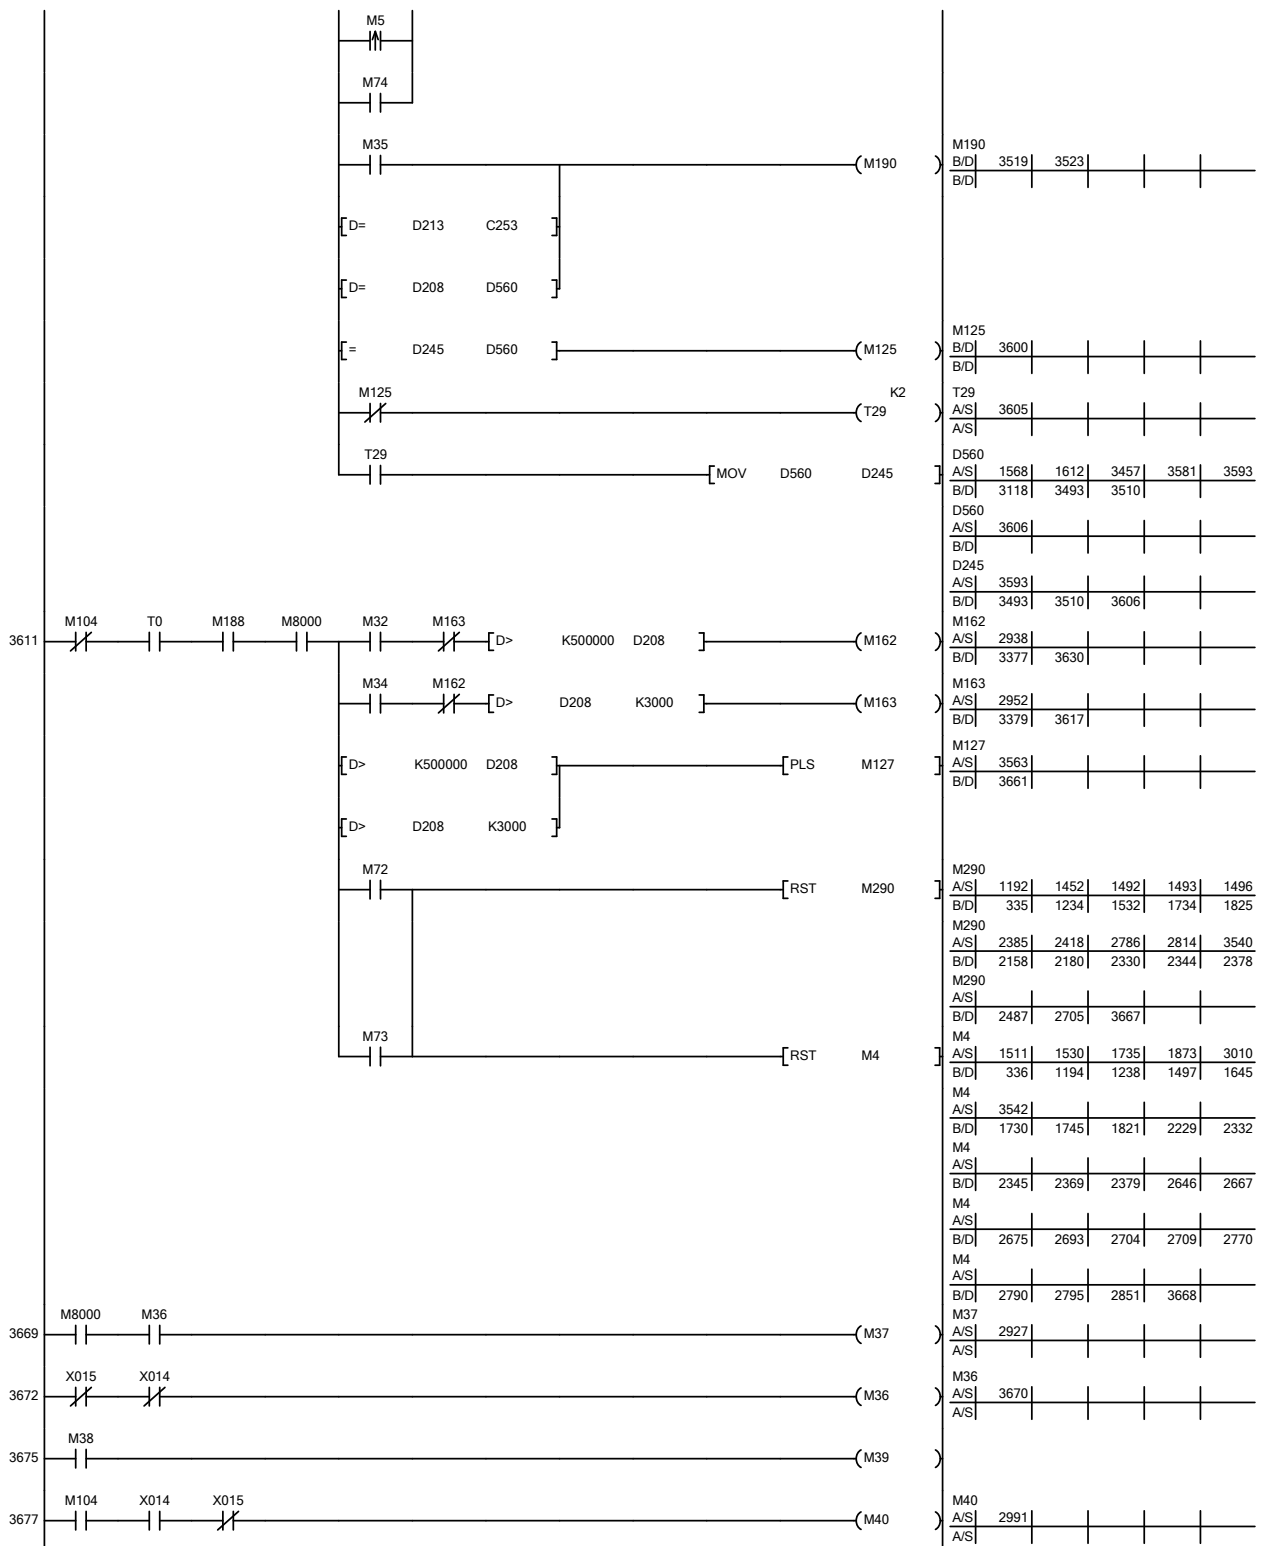 M5
M74
M35
M190
M190
B/D 3519 3523
B/D
D= D213 C253
D= D208 D560
= D245 D560
M125
M125
B/D 3600
B/D
M125
K2
T29
T29
A/S 3605
A/S
T29
MOV D560 D245
D560
A/S 1568 1612 3457 3581 3593
B/D 3118 3493 3510
D560
A/S 3606
B/D
D245
A/S 3593
B/D 3493 3510 3606
3611
M104 T0 M188 M8000 M32 M163
D> K500000 D208
M162
M162
A/S 2938
B/D 3377 3630
M34 M162
D> D208 K3000
M163
M163
A/S 2952
B/D 3379 3617
D> K500000 D208
PLS M127
M127
A/S 3563
B/D 3661
D> D208 K3000
M72
RST M290
M290
A/S 1192 1452 1492 1493 1496
B/D 335 1234 1532 1734 1825
M290
A/S 2385 2418 2786 2814 3540
B/D 2158 2180 2330 2344 2378
M290
A/S
B/D 2487 2705 3667
M73
RST M4
M4
A/S 1511 1530 1735 1873 3010
B/D 336 1194 1238 1497 1645
M4
A/S 3542
B/D 1730 1745 1821 2229 2332
M4
A/S
B/D 2345 2369 2379 2646 2667
M4
A/S
B/D 2675 2693 2704 2709 2770
M4
A/S
B/D 2790 2795 2851 3668
3669
M8000 M36
M37
M37
A/S 2927
A/S
3672
X015 X014
M36
M36
A/S 3670
A/S
3675
M38
M39
3677
M104 X014 X015
M40
M40
A/S 2991
A/S